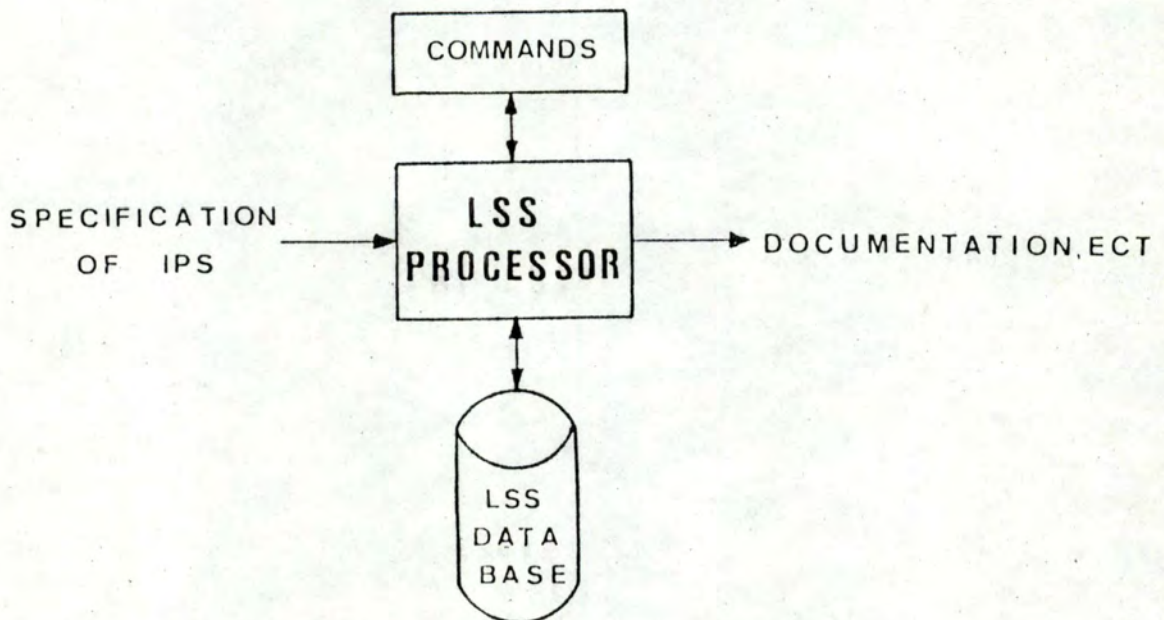 COMMANDS
SPECIFICATION
OF IPS
LSS
PROCESSOR
DOCUMENTATION,ECT
LSS
DATA
BASE